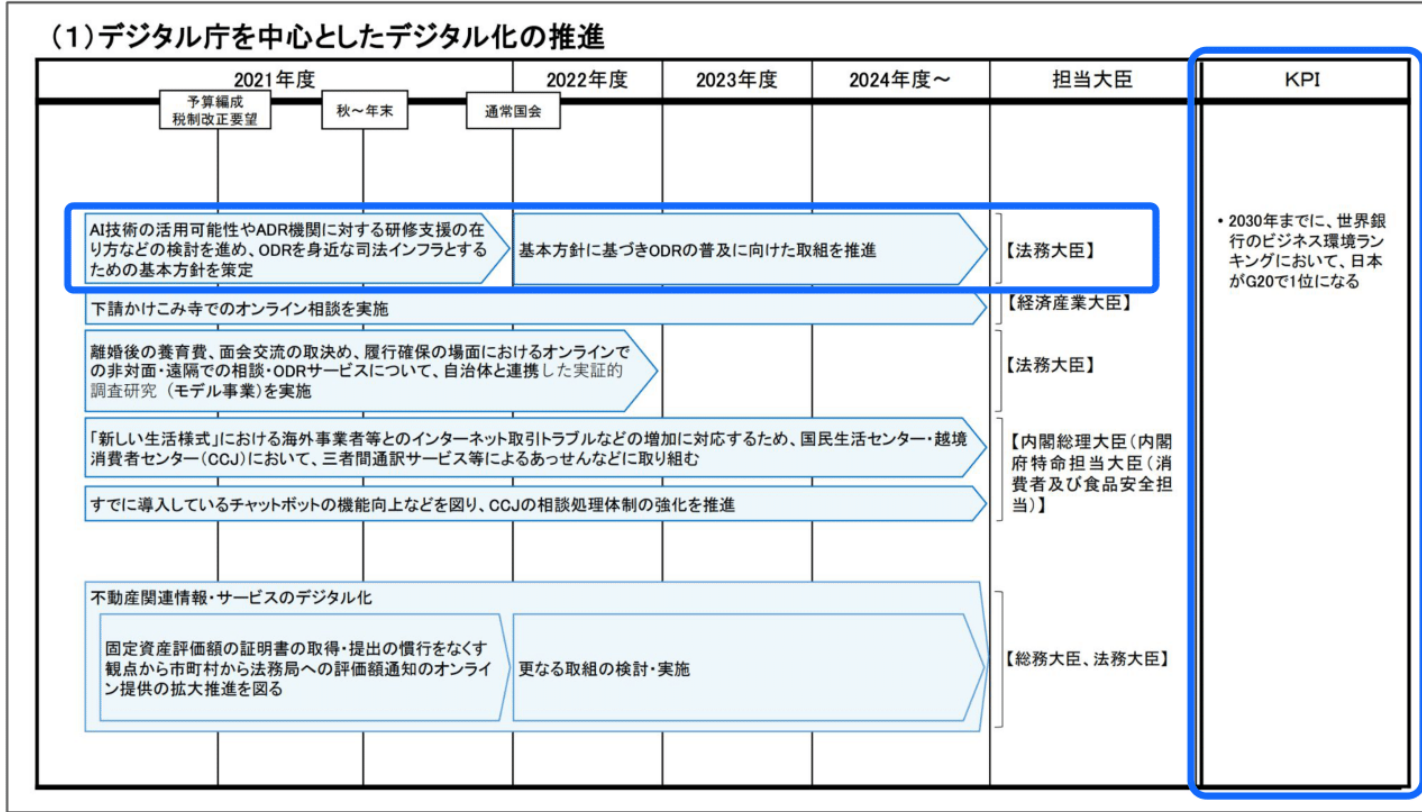 (1)デジタル庁を中心としたデジタル化の推進
2021年度
2022年度
2023年度
2024年度~
担当大臣
KPI
予算編成
税制改正要望
秋~年末
通常国会
AI技術の活用可能性やADR機関に対する研修支援の在
り方などの検討を進め、ODRを身近な司法インフラとする
ための基本方針を策定
基本方針に基づきODRの普及に向けた取組を推進
【法務大臣】
・2030年までに、世界銀
行のビジネス環境ラン
キングにおいて、日本
がG20で1位になる
下請かけこみ寺でのオンライン相談を実施
【経済産業大臣】
離婚後の養育費、面会交流の取決め、履行確保の場面におけるオンラインで
の非対面・遠隔での相談・ODRサービスについて、自治体と連携した実証的
調査研究 (モデル事業)を実施
【法務大臣】
「新しい生活様式」における海外事業者等とのインターネット取引トラブルなどの増加に対応するため、国民生活センター・越境
消費者センター(CCJ)において、三者間通訳サービス等によるあっせんなどに取り組む
【内閣総理大臣(内閣
府特命担当大臣(消
費者及び食品安全担
当)】
すでに導入しているチャットボットの機能向上などを図り、CCJの相談処理体制の強化を推進
不動産関連情報・サービスのデジタル化
固定資産評価額の証明書の取得・提出の慣行をなくす
観点から市町村から法務局への評価額通知のオンライ
ン提供の拡大推進を図る
更なる取組の検討・実施
【総務大臣、法務大臣】